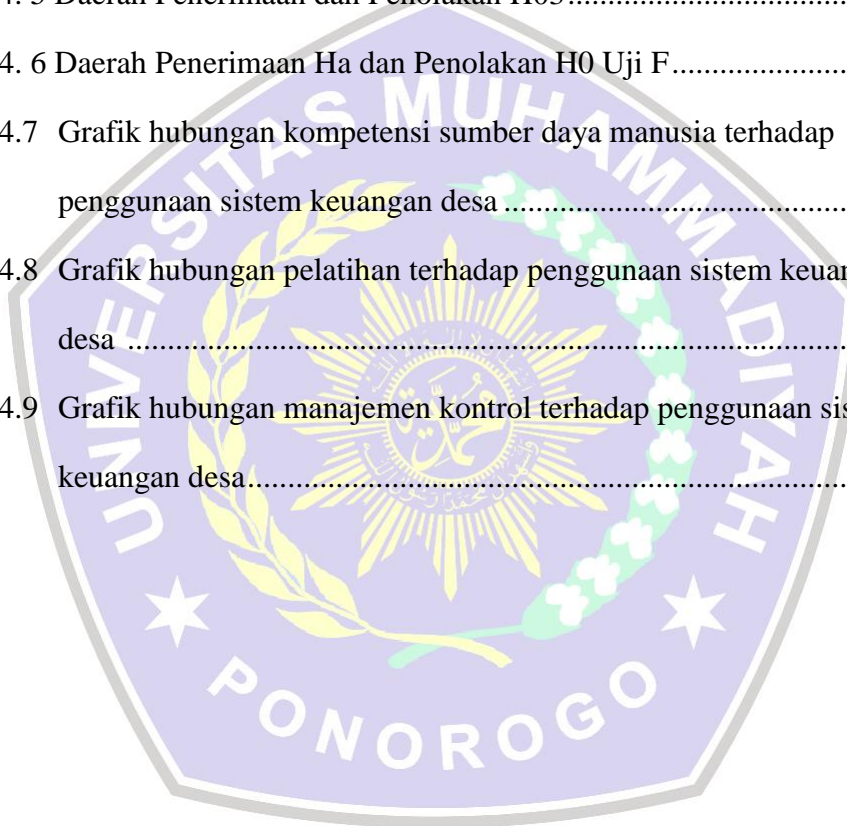 4. 5 Daerah Penerimaan dan Penolakan H03.......................................
4. 6 Daerah Penerimaan Ha dan Penolakan H0 Uji F......................
4.7 Grafik hubungan kompetensi sumber daya manusia terhadap
penggunaan sistem keuangan desa ............................................
4.8 Grafik hubungan pelatihan terhadap penggunaan sistem keuan
desa ............................................................................................
4.9 Grafik hubungan manajemen kontrol terhadap penggunaan sis
keuangan desa.............................................................................
UNIVERSITAS MUHAMMADIYAH
PONOROGO